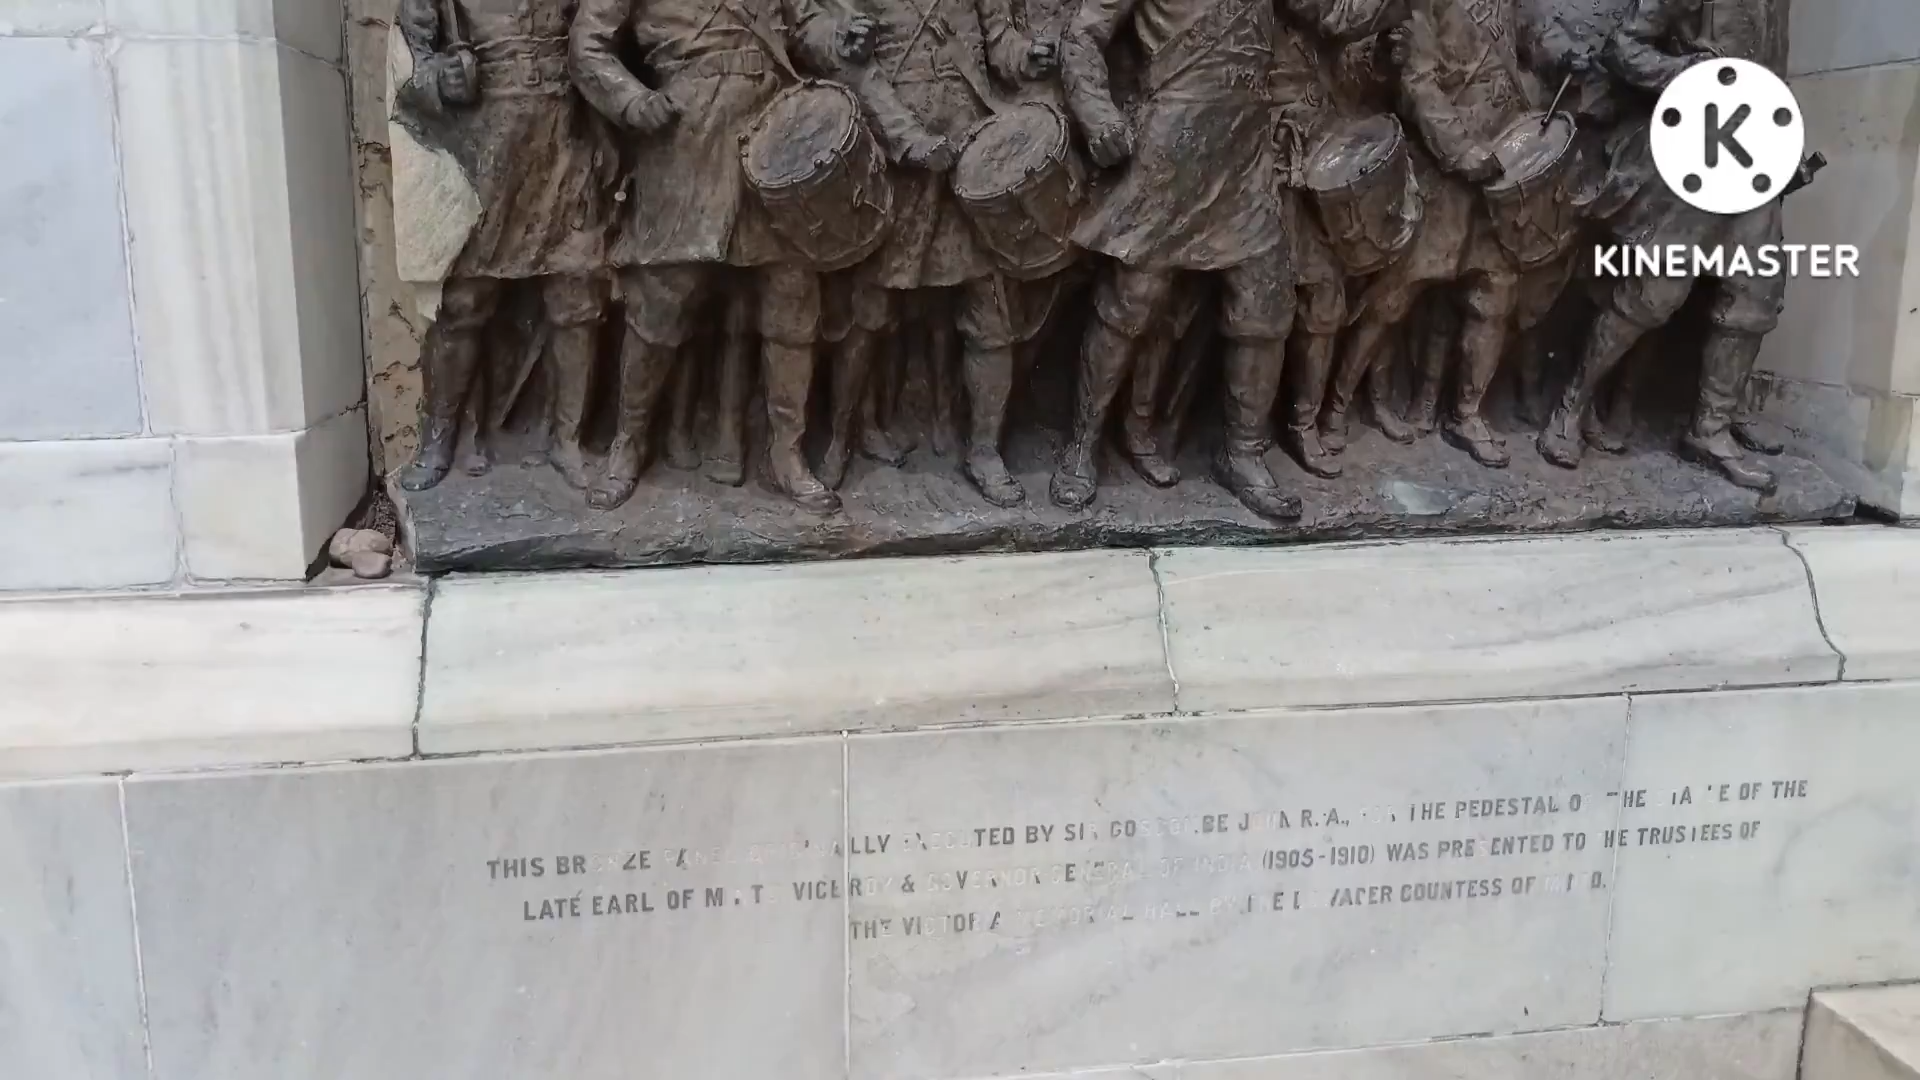 KINEMASTER
THIS BRONZE PANEL ORIGINALLY EXECUTED BY SIR GOSCOMBE JOHN R.A., FOR THE PEDESTAL OF THE STATUE OF THE
LATE EARL OF MINTO VICEROY & GOVERNOR GENERAL OF INDIA (1905-1910) WAS PRESENTED TO THE TRUSTEES OF
THE VICTORIA MEMORIAL HALL BY THE DOWAGER COUNTESS OF MINTO.